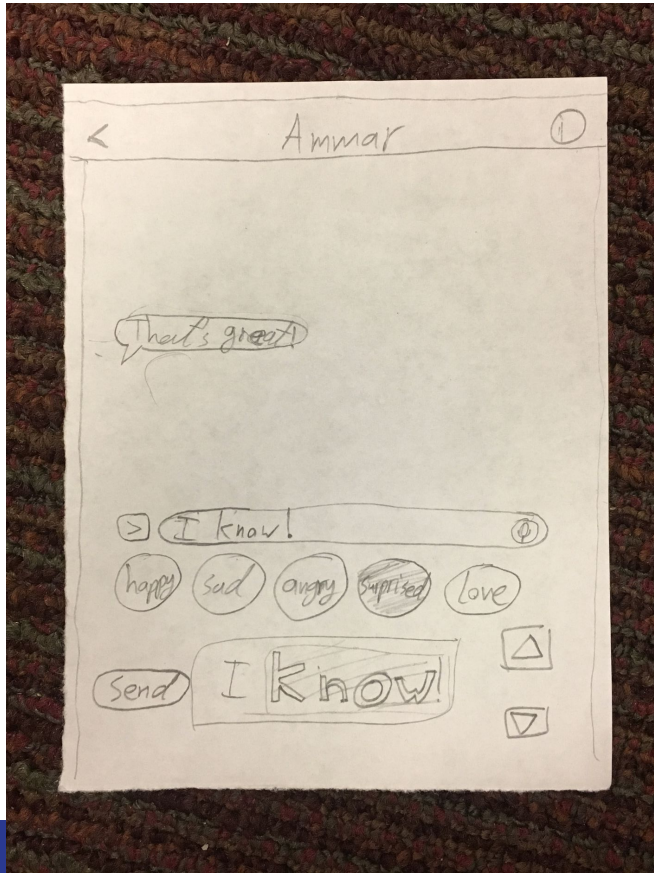 Ammar
That's great!
I know!
happy sad angry surprised love
Send I know!